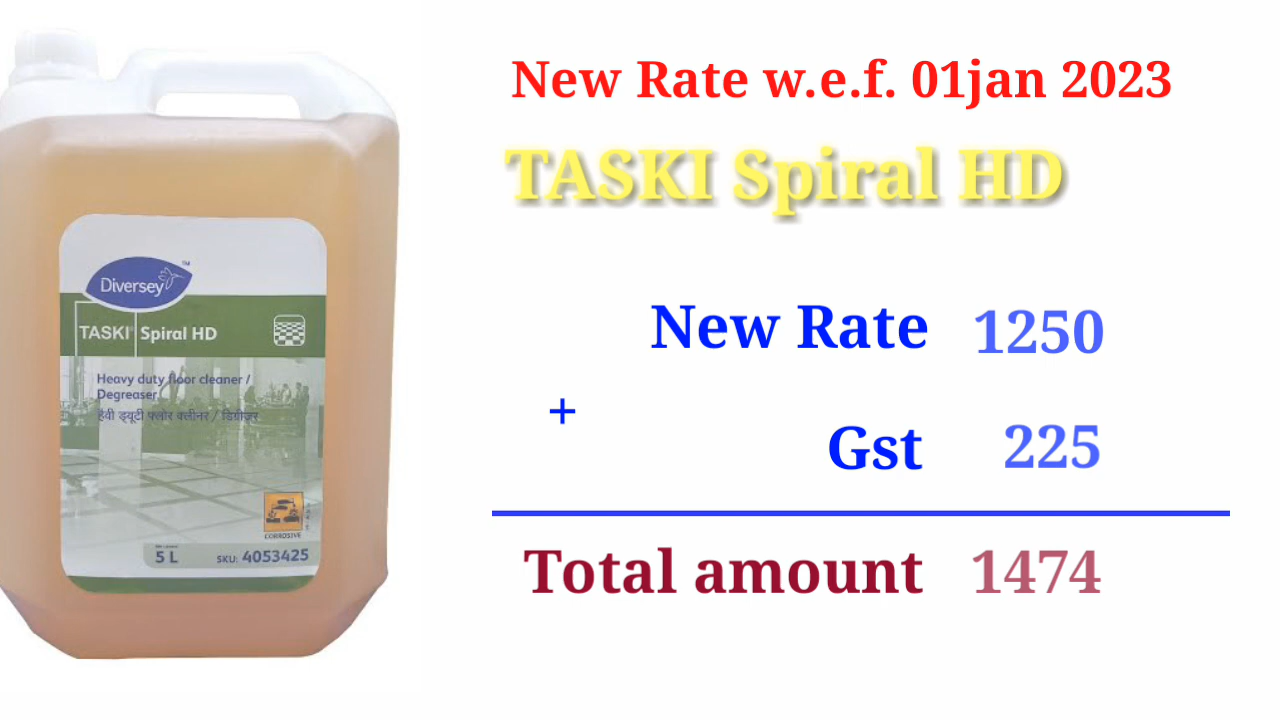 New Rate w.e.f. 01jan 2023
TASKI Spiral HD
New Rate 1250
+
Gst 225
Total amount 1474
Diversey™
TASKI® Spiral HD
Heavy duty floor cleaner /
Degreaser
हैवी ड्यूटी फ्लोर क्लीनर / डिग्रीज़र
CORROSIVE
5 L
SKU: 4053425